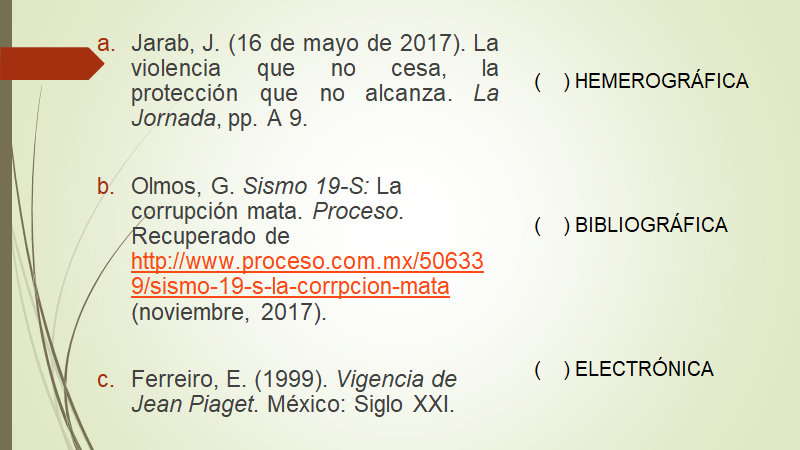 a. Jarab, J. (16 de mayo de 2017). La
violencia que no cesa, la
protección que no alcanza. La
Jornada, pp. A 9.
( ) HEMEROGRÁFICA
b. Olmos, G. Sismo 19-S: La
corrupción mata. Proceso.
Recuperado de
http://www.proceso.com.mx/50633
9/sismo-19-s-la-corrpcion-mata
(noviembre, 2017).
( ) BIBLIOGRÁFICA
c. Ferreiro, E. (1999). Vigencia de
Jean Piaget. México: Siglo XXI.
( ) ELECTRÓNICA